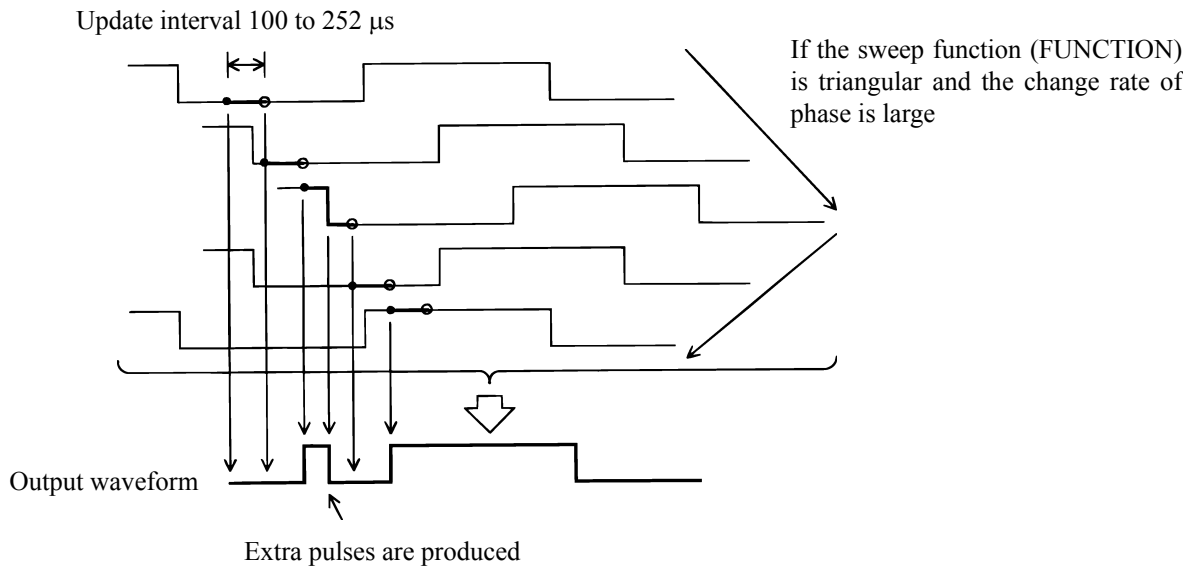 Update interval 100 to 252 μs
If the sweep function (FUNCTION)
is triangular and the change rate of
phase is large
Output waveform
Extra pulses are produced